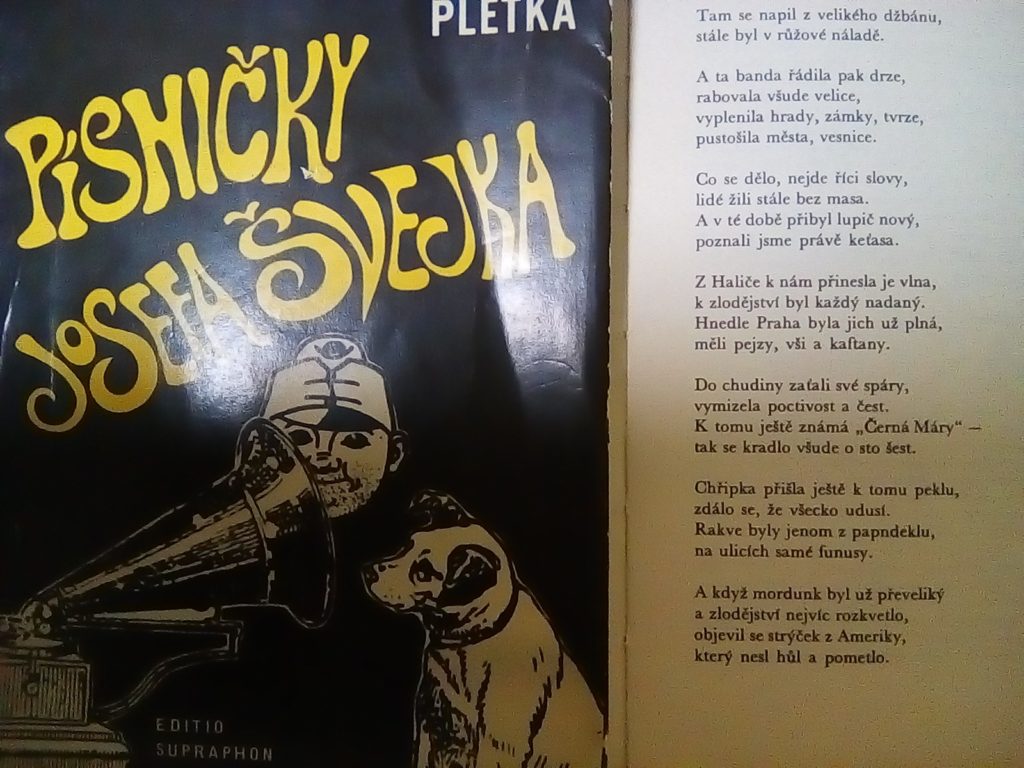 PLETKA
PÍSNIČKY
JOSEFA ŠVEJKA
EDITIO
SUPRAPHON
Tam se napil z velikého džbánu,
stále byl v růžové náladě.
A ta banda řádila pak drze,
rabovala všude velice,
vyplenila hrady, zámky, tvrze,
pustošila města, vesnice.
Co se dělo, nejde říci slovy,
lidé žili stále bez masa.
A v té době přibyl lupič nový,
poznali jsme právě keťasa.
Z Haliče k nám přinesla je vlna,
k zlodějství byl každý nadaný.
Hnedle Praha byla jich už plná,
měli pejzy, vši a kaftany.
Do chudiny zaťali své spáry,
vymizela poctivost a čest.
K tomu ještě známá „Černá Máry“ —
tak se kradlo všude o sto šest.
Chřipka přišla ještě k tomu peklu,
zdálo se, že všecko udusí.
Rakve byly jenom z papndeklu,
na ulicích samé funusy.
A když mordunk byl už převeliký
a zlodějství nejvíc rozkvetlo,
objevil se strýček z Ameriky,
který nesl hůl a pometlo.